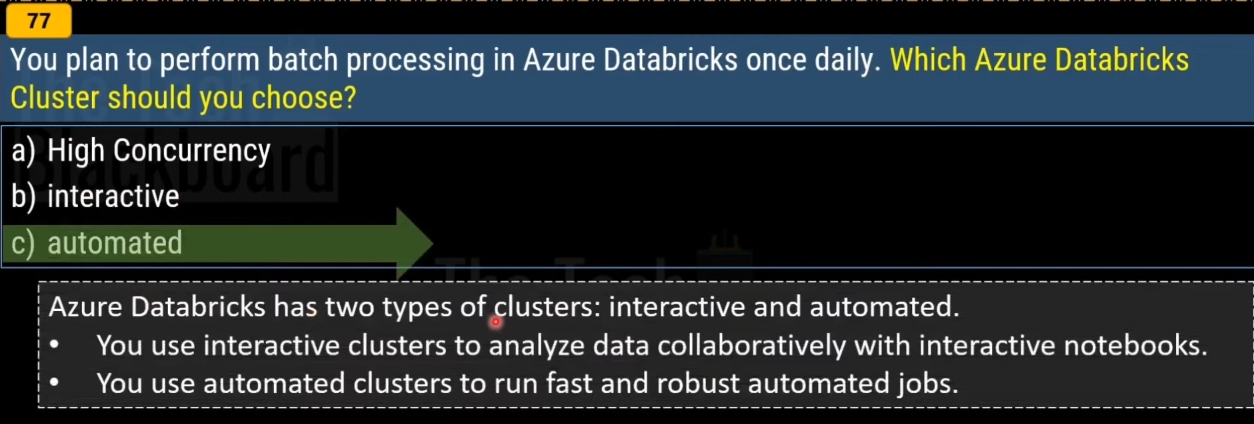 77
You plan to perform batch processing in Azure Databricks once daily. Which Azure Databricks
Cluster should you choose?
a) High Concurrency
b) interactive
c) automated
Azure Databricks has two types of clusters: interactive and automated.
• You use interactive clusters to analyze data collaboratively with interactive notebooks.
• You use automated clusters to run fast and robust automated jobs.